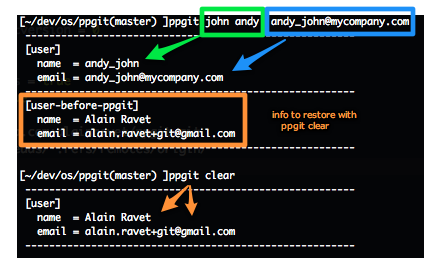 [~/dev/os/ppgit(master) ]ppgit john andy andy_john@mycompany.com
------------------------------------------------
[user]
name = andy_john
email = andy_john@mycompany.com
------------------------------------------------
[user-before-ppgit]
name = Alain Ravet
email = alain.ravet+git@gmail.com
info to restore with
ppgit clear
------------------------------------------------
[~/dev/os/ppgit(master) ]ppgit clear
------------------------------------------------
[user]
name = Alain Ravet
email = alain.ravet+git@gmail.com
------------------------------------------------